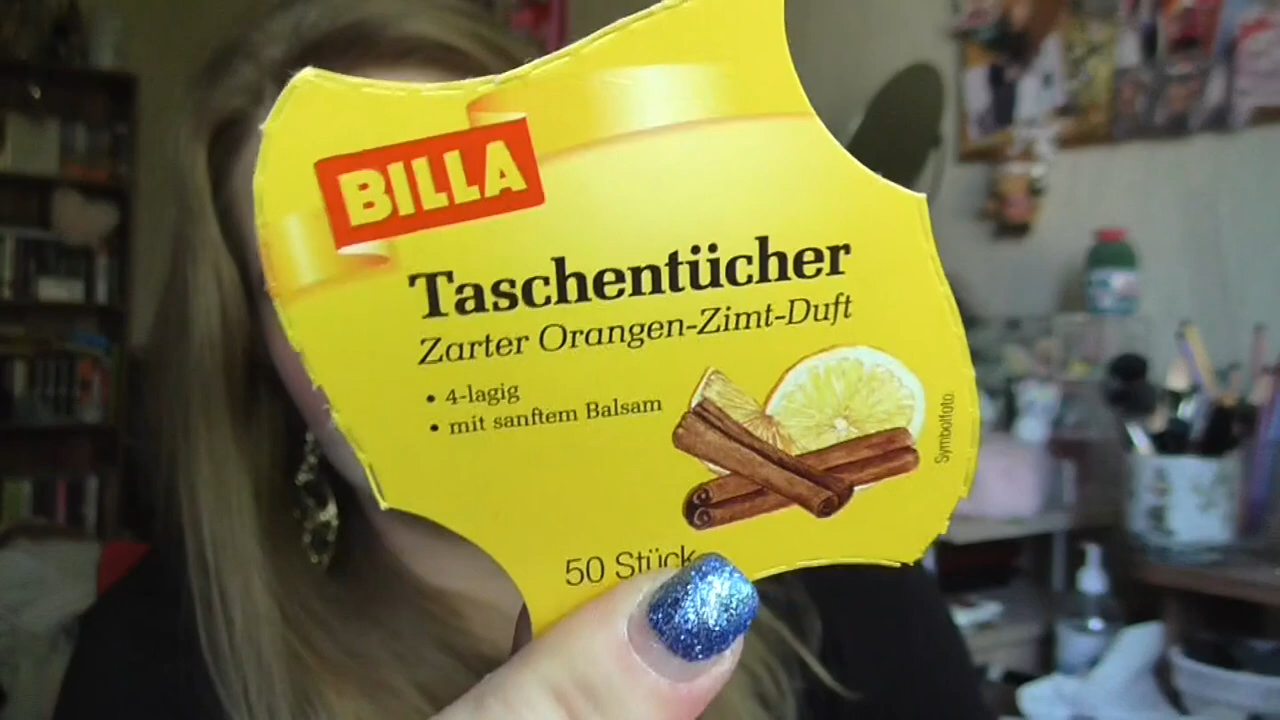 BILLA
Taschentücher
Zarter Orangen-Zimt-Duft
• 4-lagig
• mit sanftem Balsam
Symbolfoto
50 Stück